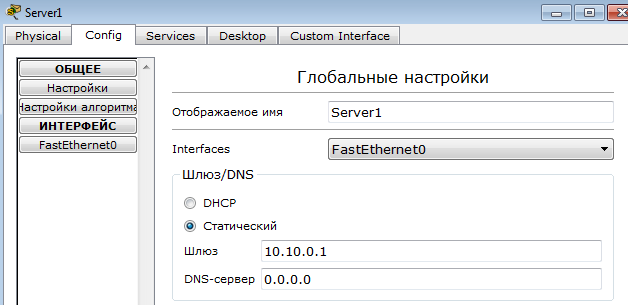 Server1
Physical Config Services Desktop Custom Interface
ОБЩЕЕ
Настройки
Настройки алгоритма
ИНТЕРФЕЙС
FastEthernet0
Глобальные настройки
Отображаемое имя Server1
Interfaces FastEthernet0
Шлюз/DNS
DHCP
Статический
Шлюз 10.10.0.1
DNS-сервер 0.0.0.0